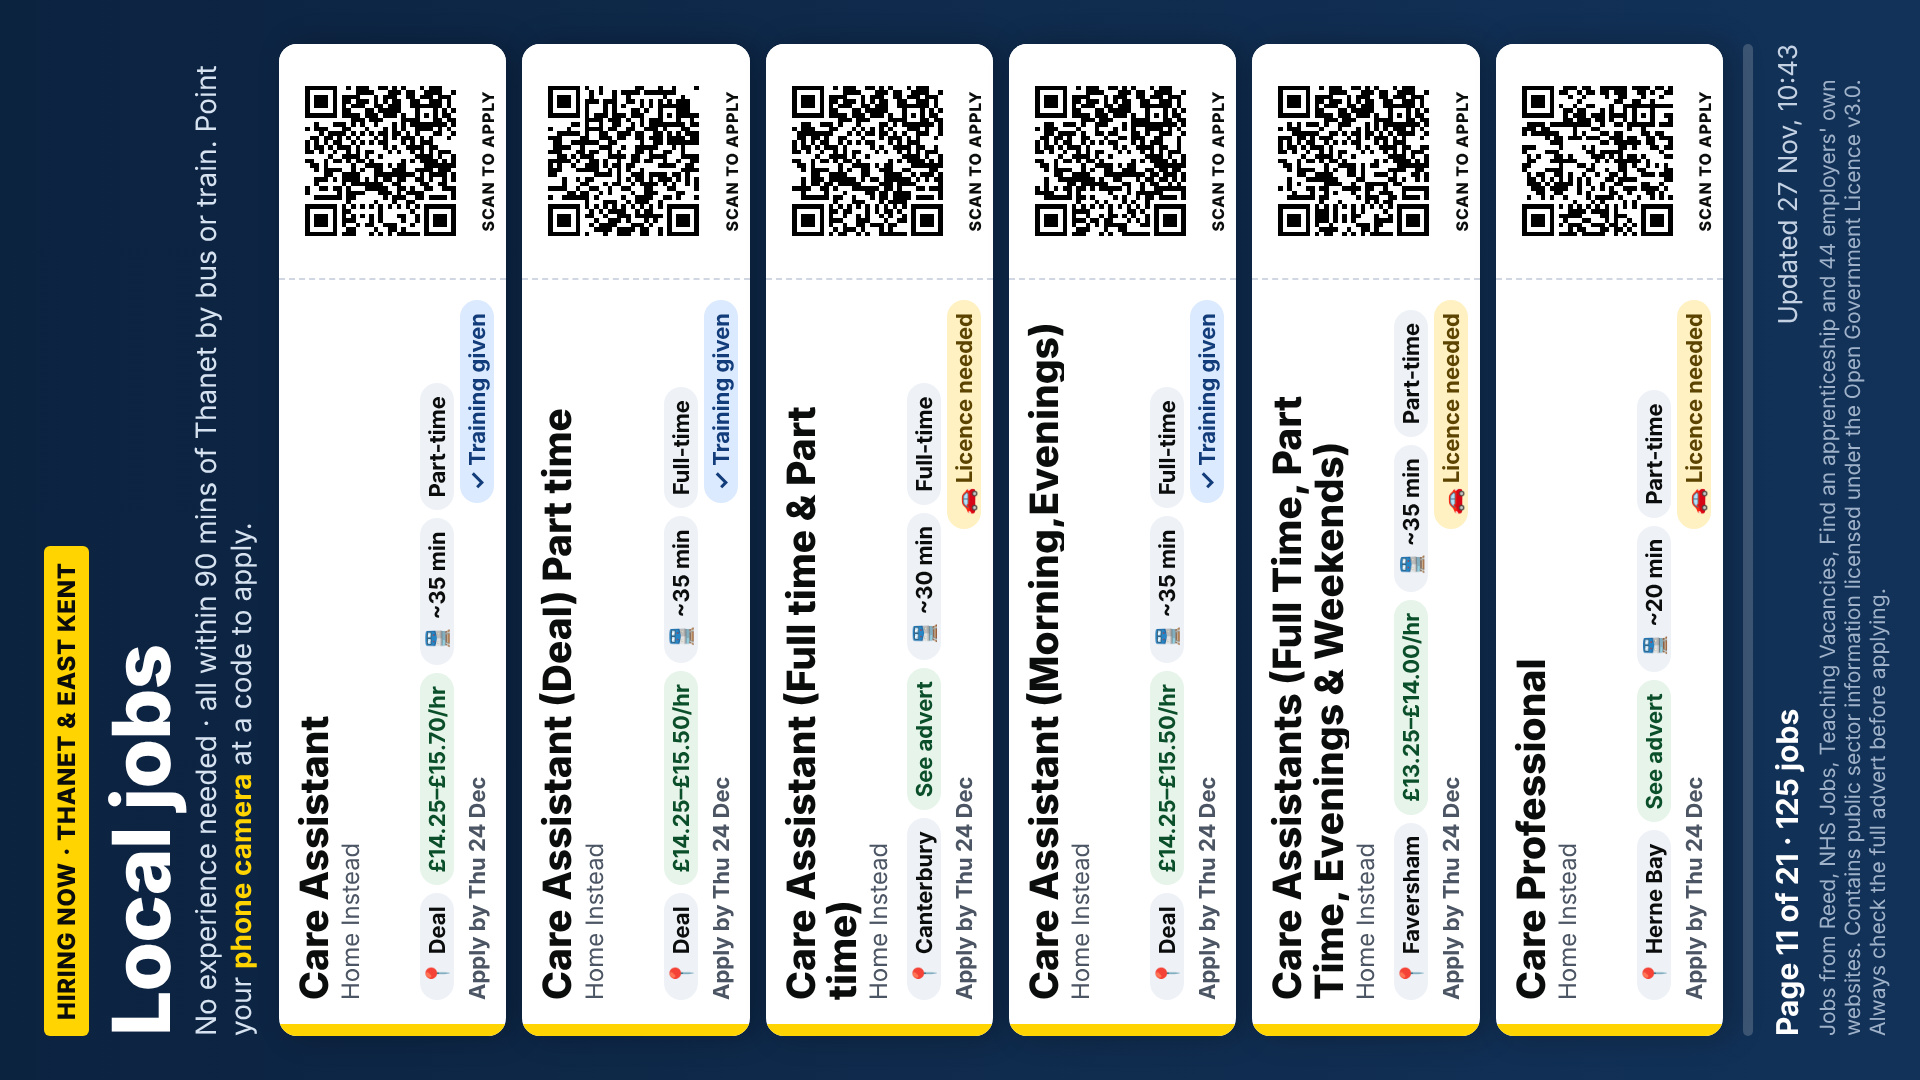 HIRING NOW · THANET & EAST KENT
Local jobs
No experience needed · all within 90 mins of Thanet by bus or train. Point
your phone camera at a code to apply.
Care Assistant
Home Instead
📍 Deal £14.25–£15.70/hr 🚆 ~35 min Part-time
Apply by Thu 24 Dec ✓ Training given
SCAN TO APPLY
Care Assistant (Deal) Part time
Home Instead
📍 Deal £14.25–£15.50/hr 🚆 ~35 min Full-time
Apply by Thu 24 Dec ✓ Training given
SCAN TO APPLY
Care Assistant (Full time & Part
time)
Home Instead
📍 Canterbury See advert 🚆 ~30 min Full-time
Apply by Thu 24 Dec 🚗 Licence needed
SCAN TO APPLY
Care Assistant (Morning,Evenings)
Home Instead
📍 Deal £14.25–£15.50/hr 🚆 ~35 min Full-time
Apply by Thu 24 Dec ✓ Training given
SCAN TO APPLY
Care Assistants (Full Time, Part
Time, Evenings & Weekends)
Home Instead
📍 Faversham £13.25–£14.00/hr 🚆 ~35 min Part-time
Apply by Thu 24 Dec 🚗 Licence needed
SCAN TO APPLY
Care Professional
Home Instead
📍 Herne Bay See advert 🚆 ~20 min Part-time
Apply by Thu 24 Dec 🚗 Licence needed
SCAN TO APPLY
Page 11 of 21 · 125 jobs Updated 27 Nov, 10:43
Jobs from Reed, NHS Jobs, Teaching Vacancies, Find an apprenticeship and 44 employers' own
websites. Contains public sector information licensed under the Open Government Licence v3.0.
Always check the full advert before applying.